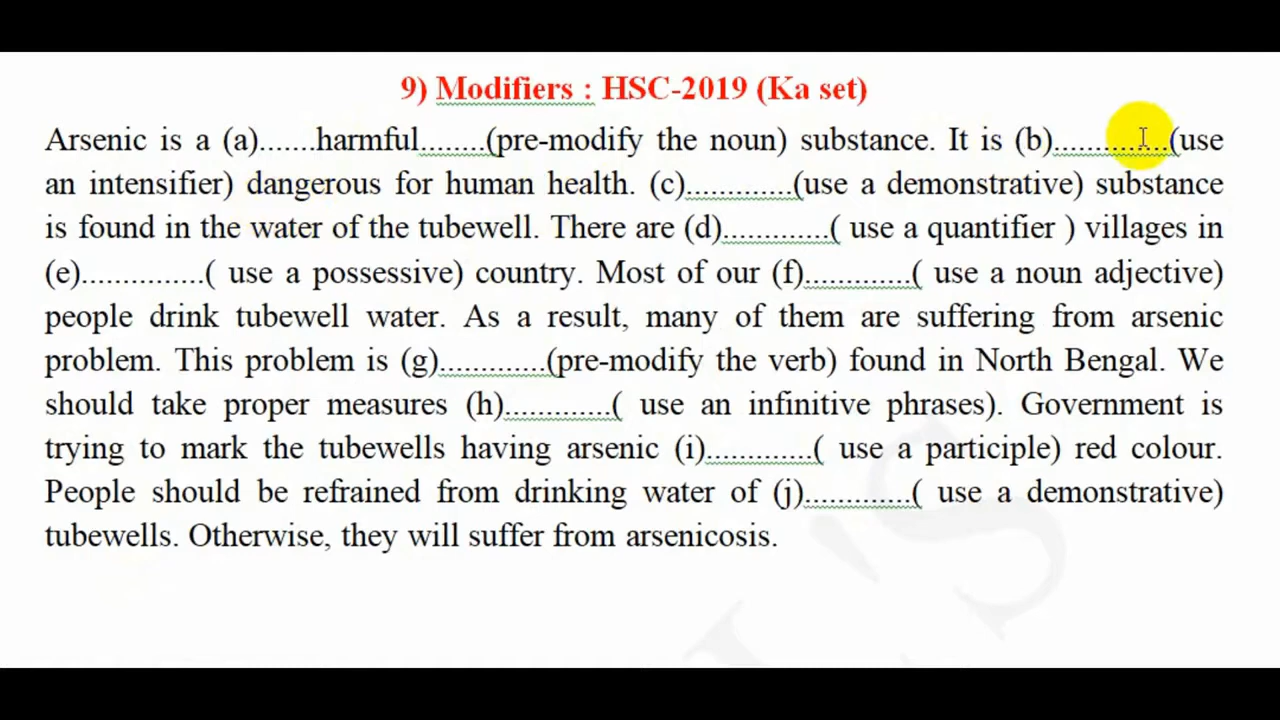 9) Modifiers : HSC-2019 (Ka set)
Arsenic is a (a).......harmful........(pre-modify the noun) substance. It is (b)..............(use
an intensifier) dangerous for human health. (c).............(use a demonstrative) substance
is found in the water of the tubewell. There are (d).............( use a quantifier ) villages in
(e)...............( use a possessive) country. Most of our (f).............( use a noun adjective)
people drink tubewell water. As a result, many of them are suffering from arsenic
problem. This problem is (g).............(pre-modify the verb) found in North Bengal. We
should take proper measures (h).............( use an infinitive phrases). Government is
trying to mark the tubewells having arsenic (i).............( use a participle) red colour.
People should be refrained from drinking water of (j).............( use a demonstrative)
tubewells. Otherwise, they will suffer from arsenicosis.